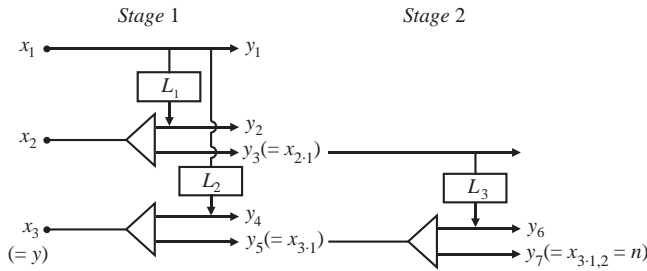 Stage 1 Stage 2
x₁ y₁
L₁
x₂ y₂
y₃(= x₂·₁)
L₂ L₃
x₃ y₄ y₆
(= y) y₅(= x₃·₁) y₇(= x₃·₁,₂ = n)